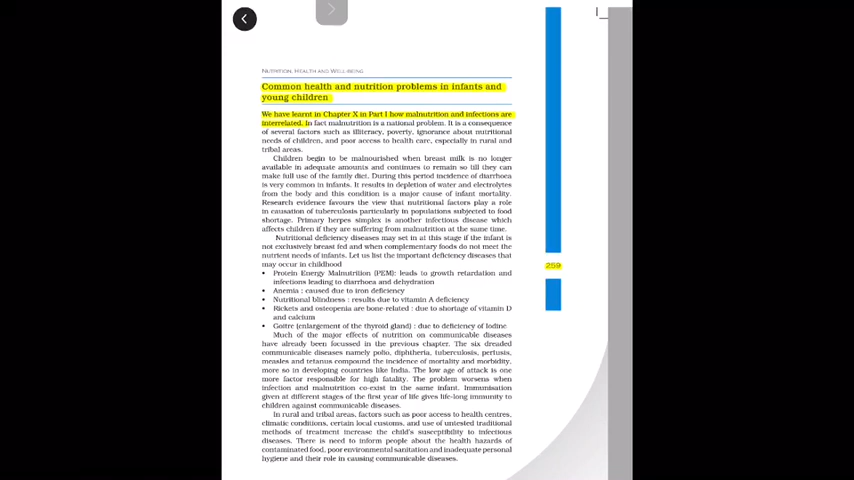 NUTRITION, HEALTH AND WELL-BEING
Common health and nutrition problems in infants and
young children
We have learnt in Chapter X in Part I how malnutrition and infections are
interrelated. In fact malnutrition is a national problem. It is a consequence
of several factors such as illiteracy, poverty, ignorance about nutritional
needs of children, and poor access to health care, especially in rural and
tribal areas.
Children begin to be malnourished when breast milk is no longer
available in adequate amounts and continues to remain so till they can
make full use of the family diet. During this period incidence of diarrhoea
is very common in infants. It results in depletion of water and electrolytes
from the body and this condition is a major cause of infant mortality.
Research evidence favours the view that nutritional factors play a role
in causation of tuberculosis particularly in populations subjected to food
shortage. Primary herpes simplex is another infectious disease which
affects children if they are suffering from malnutrition at the same time.
Nutritional deficiency diseases may set in at this stage if the infant is
not exclusively breast fed and when complementary foods do not meet the
nutrient needs of infants. Let us list the important deficiency diseases that
may occur in childhood
• Protein Energy Malnutrition (PEM): leads to growth retardation and
infections leading to diarrhoea and dehydration
• Anemia : caused due to iron deficiency
• Nutritional blindness : results due to vitamin A deficiency
• Rickets and osteopenia are bone-related : due to shortage of vitamin D
and calcium
• Goitre (enlargement of the thyroid gland) : due to deficiency of Iodine
Much of the major effects of nutrition on communicable diseases
have already been focussed in the previous chapter. The six dreaded
communicable diseases namely polio, diphtheria, tuberculosis, pertusis,
measles and tetanus compound the incidence of mortality and morbidity,
more so in developing countries like India. The low age of attack is one
more factor responsible for high fatality. The problem worsens when
infection and malnutrition co-exist in the same infant. Immunisation
given at different stages of the first year of life gives life-long immunity to
children against communicable diseases.
In rural and tribal areas, factors such as poor access to health centres,
climatic conditions, certain local customs, and use of untested traditional
methods of treatment increase the child's susceptibility to infectious
diseases. There is need to inform people about the health hazards of
contaminated food, poor environmental sanitation and inadequate personal
hygiene and their role in causing communicable diseases.
259